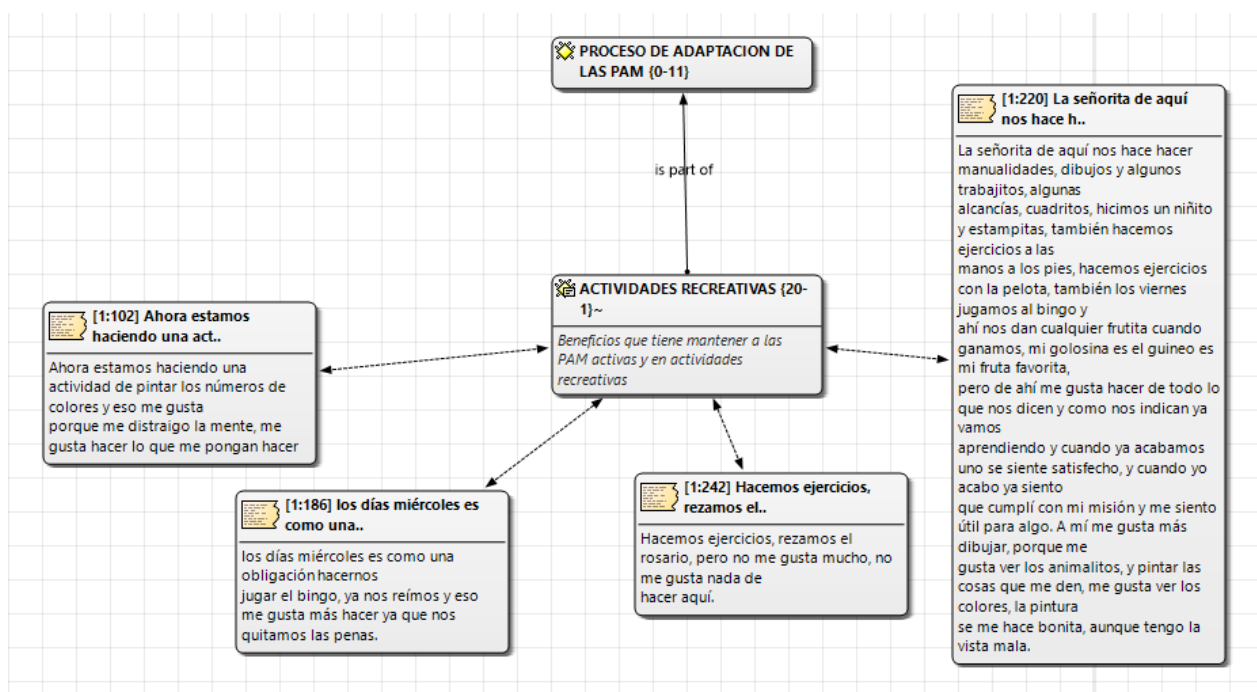 PROCESO DE ADAPTACION DE
LAS PAM {0-11}
is part of
ACTIVIDADES RECREATIVAS {20-
1}~
Beneficios que tiene mantener a las
PAM activas y en actividades
recreativas
[1:102] Ahora estamos
haciendo una act..
Ahora estamos haciendo una
actividad de pintar los números de
colores y eso me gusta
porque me distraigo la mente, me
gusta hacer lo que me pongan hacer
[1:186] los días miércoles es
como una..
los días miércoles es como una
obligación hacernos
jugar el bingo, ya nos reímos y eso
me gusta más hacer ya que nos
quitamos las penas.
[1:242] Hacemos ejercicios,
rezamos el..
Hacemos ejercicios, rezamos el
rosario, pero no me gusta mucho, no
me gusta nada de
hacer aquí.
[1:220] La señorita de aquí
nos hace h..
La señorita de aquí nos hace hacer
manualidades, dibujos y algunos
trabajitos, algunas
alcancías, cuadritos, hicimos un niñito
y estampitas, también hacemos
ejercicios a las
manos a los pies, hacemos ejercicios
con la pelota, también los viernes
jugamos al bingo y
ahí nos dan cualquier frutita cuando
ganamos, mi golosina es el guineo es
mi fruta favorita,
pero de ahí me gusta hacer de todo lo
que nos dicen y como nos indican ya
vamos
aprendiendo y cuando ya acabamos
uno se siente satisfecho, y cuando yo
acabo ya siento
que cumplí con mi misión y me siento
útil para algo. A mí me gusta más
dibujar, porque me
gusta ver los animalitos, y pintar las
cosas que me den, me gusta ver los
colores, la pintura
se me hace bonita, aunque tengo la
vista mala.